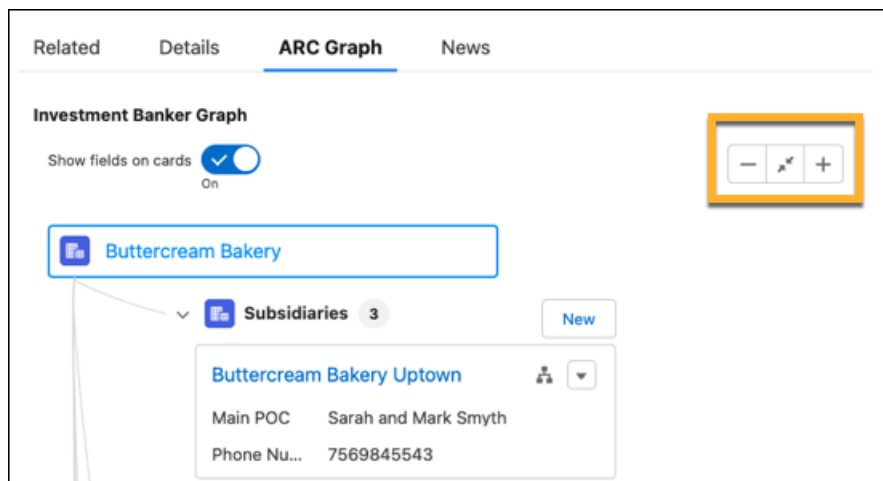 Related Details ARC Graph News
Investment Banker Graph
Show fields on cards
On
Buttercream Bakery
Subsidiaries 3 New
Buttercream Bakery Uptown
Main POC Sarah and Mark Smyth
Phone Nu... 7569845543